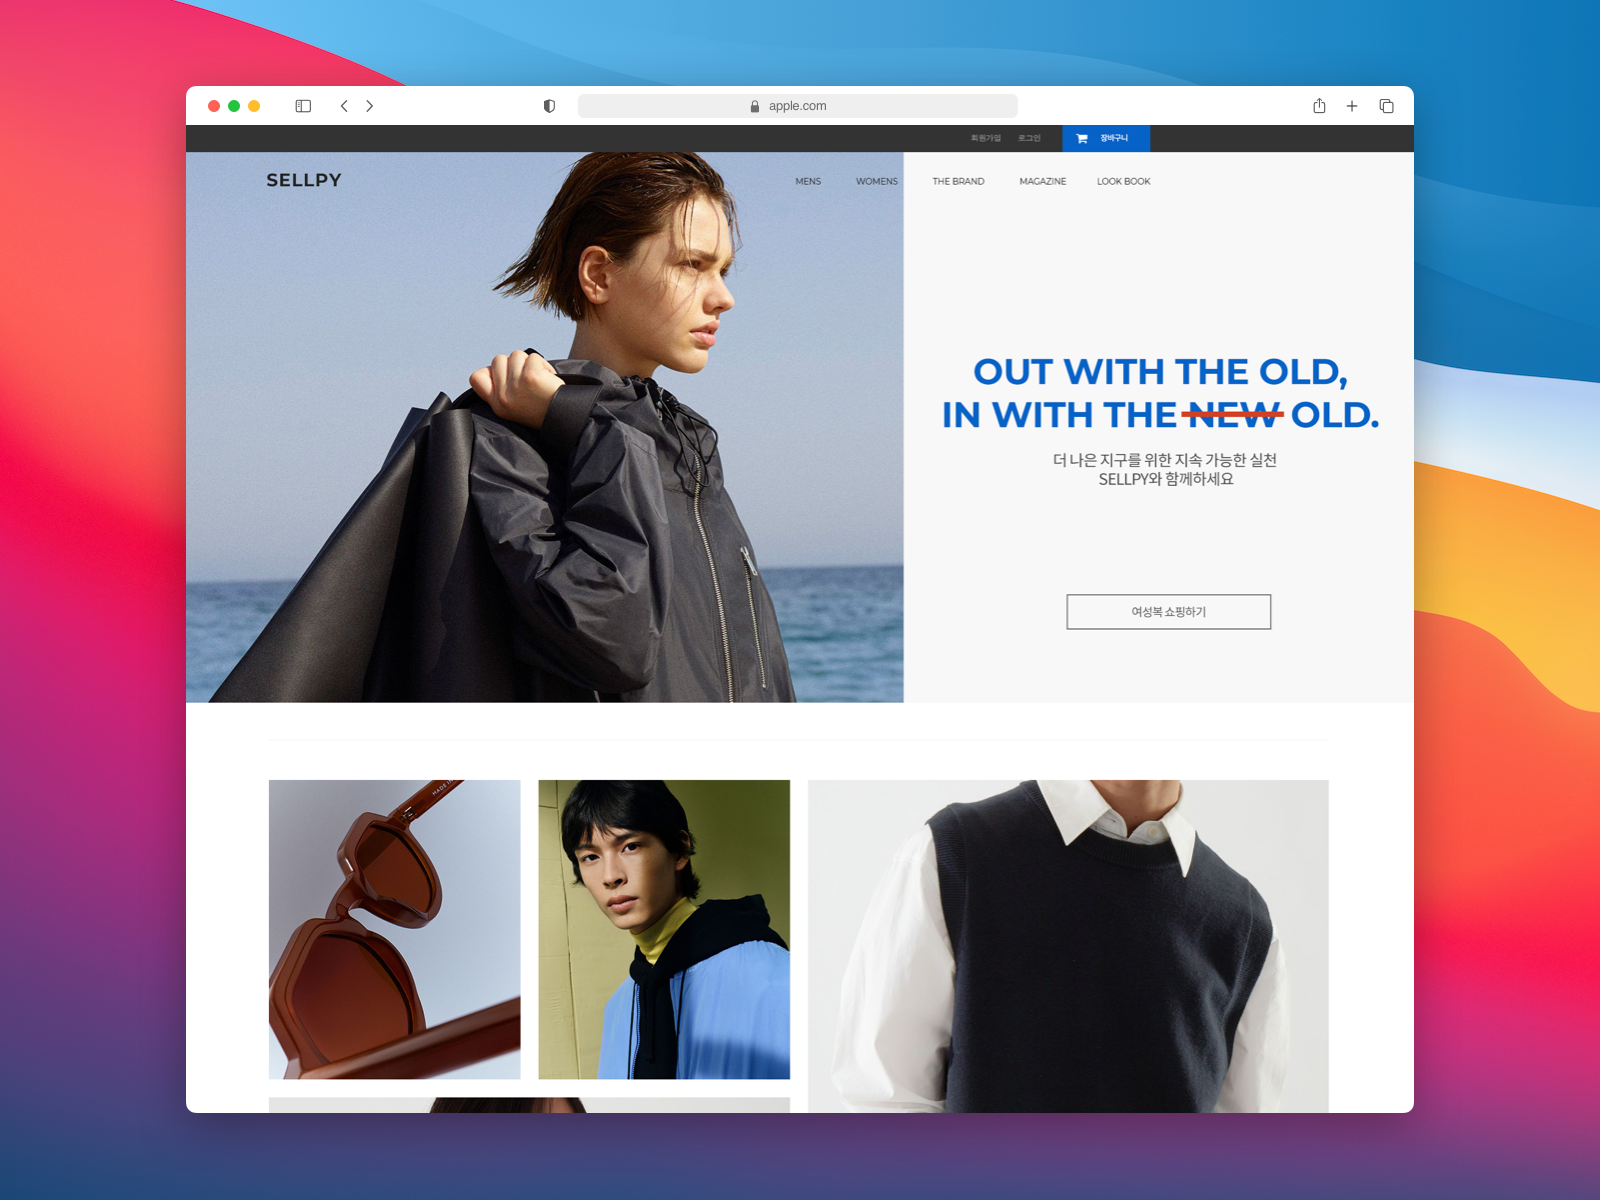 apple.com
회원가입 로그인 장바구니
SELLPY MENS WOMENS THE BRAND MAGAZINE LOOK BOOK
OUT WITH THE OLD,
IN WITH THE NEW OLD.
더 나은 지구를 위한 지속 가능한 실천
SELLPY와 함께하세요
여성복 쇼핑하기
MADE